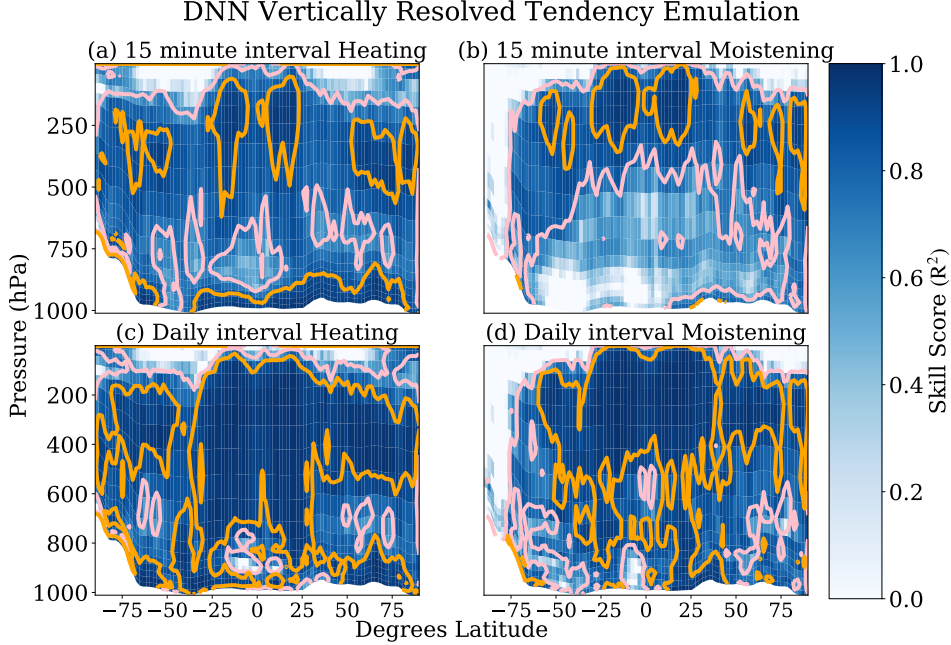 DNN Vertically Resolved Tendency Emulation
(a) 15 minute interval Heating
(b) 15 minute interval Moistening
250
500
750
1000
(c) Daily interval Heating
(d) Daily interval Moistening
200
400
600
800
1000
−75 −50 −25 0 25 50 75
−75 −50 −25 0 25 50 75
Pressure (hPa)
Degrees Latitude
1.0
0.8
0.6
0.4
0.2
0.0
Skill Score (R²)